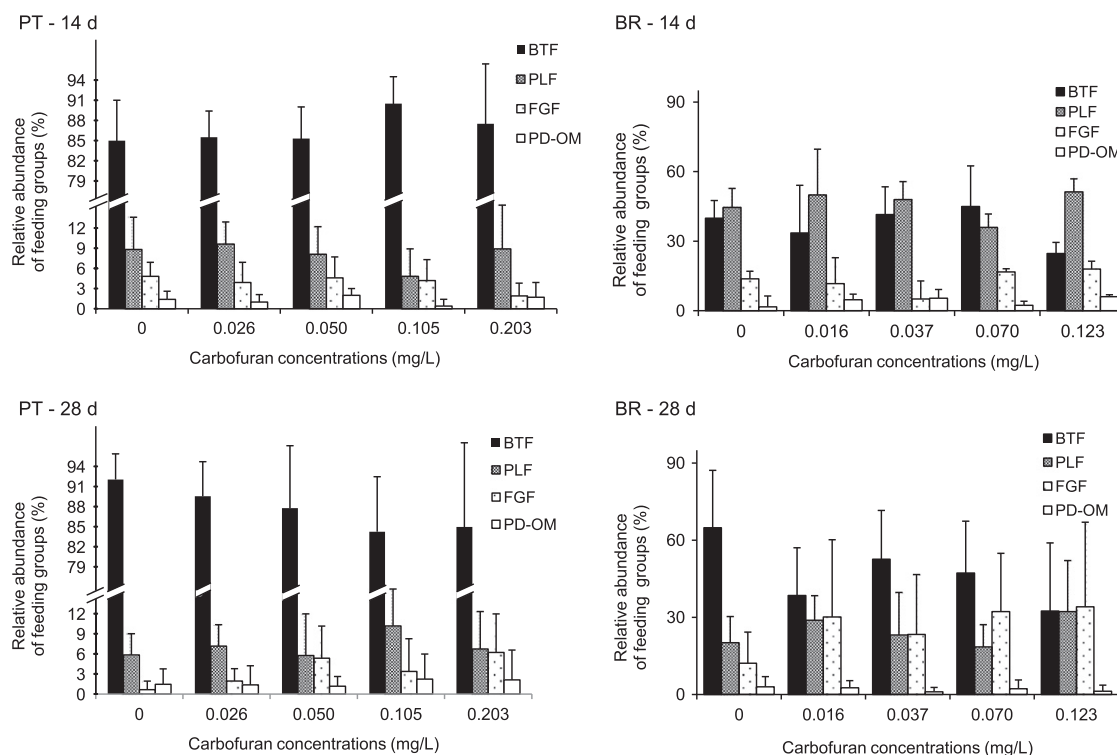 PT - 14 d
Relative abundance
of feeding groups (%)
94
91
88
85
82
79
12
9
6
3
0
BTF
PLF
FGF
PD-OM
0 0.026 0.050 0.105 0.203
Carbofuran concentrations (mg/L)
BR - 14 d
Relative abundance
of feeding groups (%)
90
60
30
0
BTF
PLF
FGF
PD-OM
0 0.016 0.037 0.070 0.123
Carbofuran concentrations (mg/L)
PT - 28 d
Relative abundance
of feeding groups (%)
94
91
88
85
82
79
12
9
6
3
0
BTF
PLF
FGF
PD-OM
0 0.026 0.050 0.105 0.203
Carbofuran concentrations (mg/L)
BR - 28 d
Relative abundance
of feeding groups (%)
90
60
30
0
BTF
PLF
FGF
PD-OM
0 0.016 0.037 0.070 0.123
Carbofuran concentrations (mg/L)